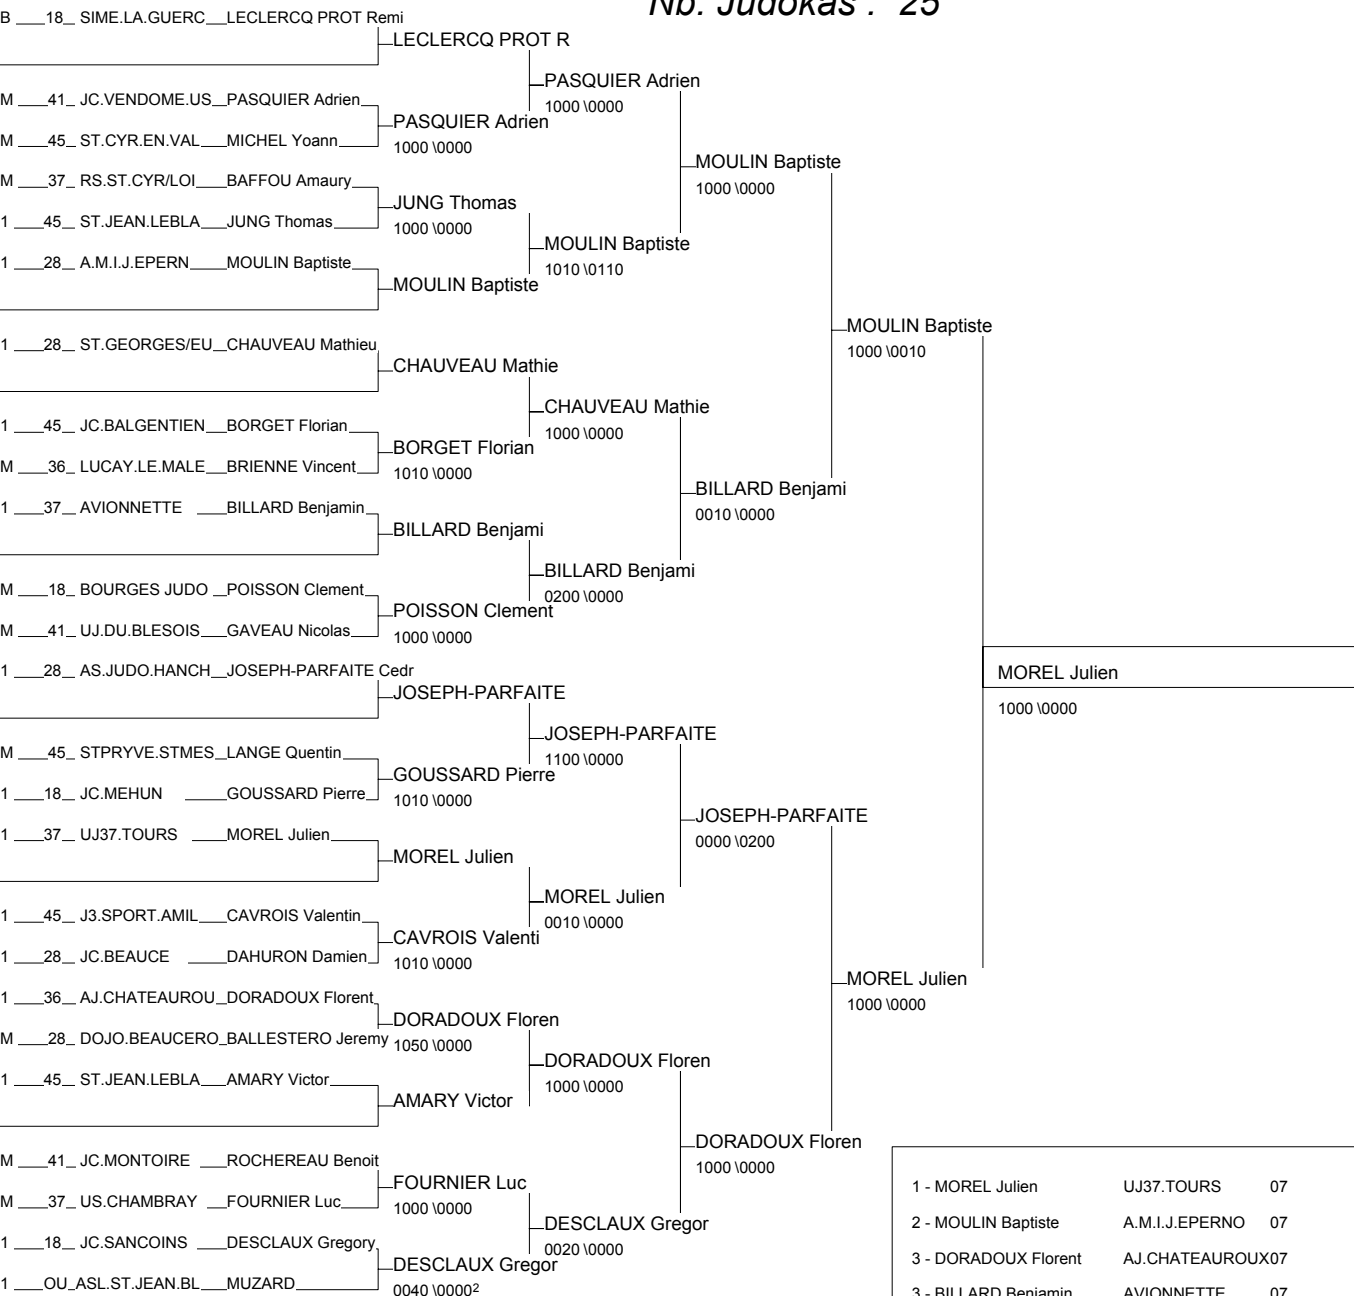 Nb. Judokas : 25
B 18 SIME.LA.GUERC LECLERCQ PROT Remi
LECLERCQ PROT R
PASQUIER Adrien
1000 \0000
M 41 JC.VENDOME.US PASQUIER Adrien
PASQUIER Adrien
1000 \0000
M 45 ST.CYR.EN.VAL MICHEL Yoann
MOULIN Baptiste
1000 \0000
M 37 RS.ST.CYR/LOI BAFFOU Amaury
JUNG Thomas
1000 \0000
1 45 ST.JEAN.LEBLA JUNG Thomas
MOULIN Baptiste
1010 \0110
1 28 A.M.I.J.EPERN MOULIN Baptiste
MOULIN Baptiste
MOULIN Baptiste
1000 \0010
1 28 ST.GEORGES/EU CHAUVEAU Mathieu
CHAUVEAU Mathie
CHAUVEAU Mathie
1000 \0000
1 45 JC.BALGENTIEN BORGET Florian
BORGET Florian
1010 \0000
M 36 LUCAY.LE.MALE BRIENNE Vincent
BILLARD Benjami
0010 \0000
1 37 AVIONNETTE BILLARD Benjamin
BILLARD Benjami
BILLARD Benjami
0200 \0000
M 18 BOURGES JUDO POISSON Clement
POISSON Clement
1000 \0000
M 41 UJ.DU.BLESOIS GAVEAU Nicolas
1 28 AS.JUDO.HANCH JOSEPH-PARFAITE Cedr
MOREL Julien
1000 \0000
JOSEPH-PARFAITE
JOSEPH-PARFAITE
1100 \0000
M 45 STPRYVE.STMES LANGE Quentin
GOUSSARD Pierre
1010 \0000
1 18 JC.MEHUN GOUSSARD Pierre
JOSEPH-PARFAITE
0000 \0200
1 37 UJ37.TOURS MOREL Julien
MOREL Julien
MOREL Julien
0010 \0000
1 45 J3.SPORT.AMIL CAVROIS Valentin
CAVROIS Valenti
1010 \0000
1 28 JC.BEAUCE DAHURON Damien
MOREL Julien
1000 \0000
1 36 AJ.CHATEAUROU DORADOUX Florent
DORADOUX Floren
1050 \0000
M 28 DOJO.BEAUCERO BALLESTERO Jeremy
DORADOUX Floren
1000 \0000
1 45 ST.JEAN.LEBLA AMARY Victor
AMARY Victor
DORADOUX Floren
1000 \0000
M 41 JC.MONTOIRE ROCHEREAU Benoit
FOURNIER Luc
1000 \0000
M 37 US.CHAMBRAY FOURNIER Luc
DESCLAUX Gregor
0020 \0000
1 18 JC.SANCOINS DESCLAUX Gregory
DESCLAUX Gregor
0040 \0000²
1 OU ASL.ST.JEAN.BL MUZARD
1 - MOREL Julien UJ37.TOURS 07
2 - MOULIN Baptiste A.M.I.J.EPERNO 07
3 - DORADOUX Florent AJ.CHATEAUROUX07
3 - BILLARD Benjamin AVIONNETTE 07